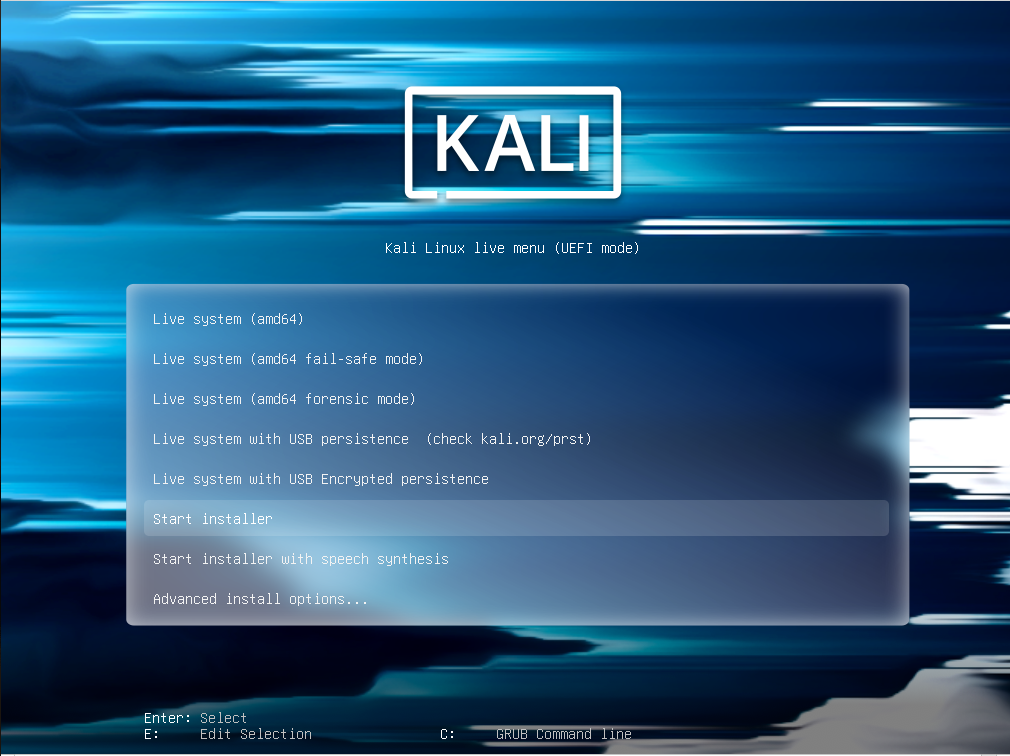 KALI
Kali Linux live menu (UEFI mode)
Live system (amd64)
Live system (amd64 fail-safe mode)
Live system (amd64 forensic mode)
Live system with USB persistence  (check kali.org/prst)
Live system with USB Encrypted persistence
Start installer
Start installer with speech synthesis
Advanced install options...
Enter: Select
E: Edit Selection C: GRUB Command line